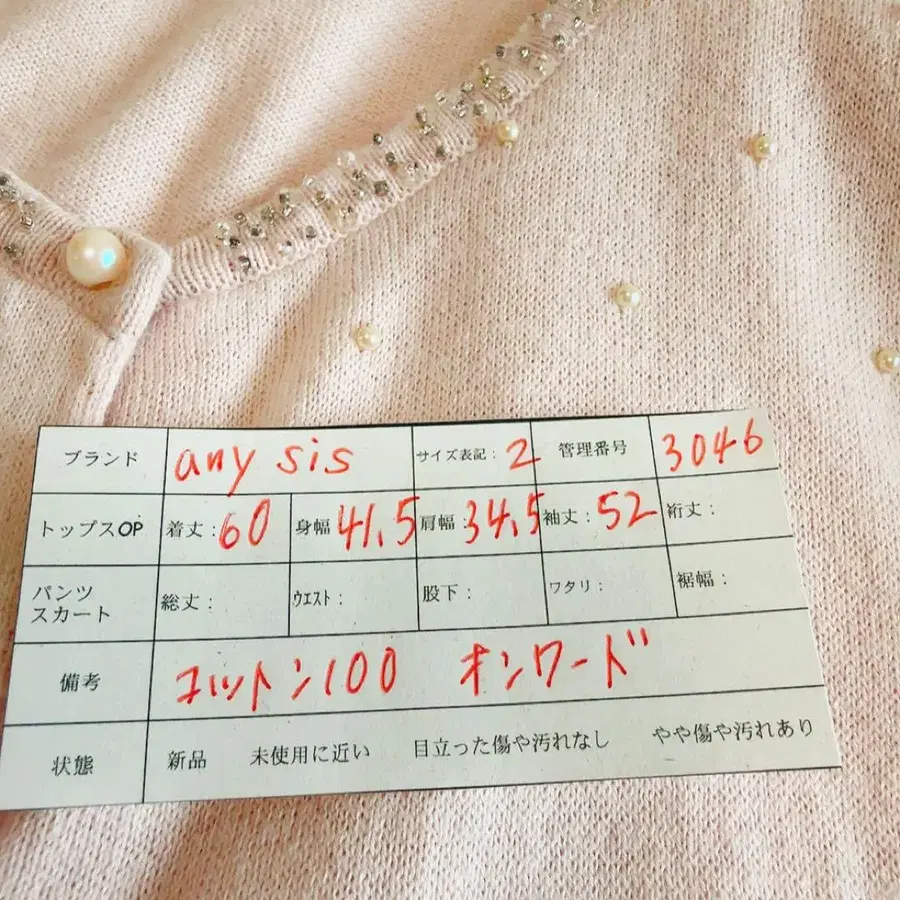 ブランド any sis サイズ表記：2 管理番号 3046
トップスOP 着丈：60 身幅 41.5 肩幅：34.5 袖丈：52 裄丈：
パンツ
スカート 総丈： ｳｴｽﾄ： 股下： ワタリ： 裾幅：
備考 コットン100 オンワード
状態 新品 未使用に近い 目立った傷や汚れなし やや傷や汚れあり